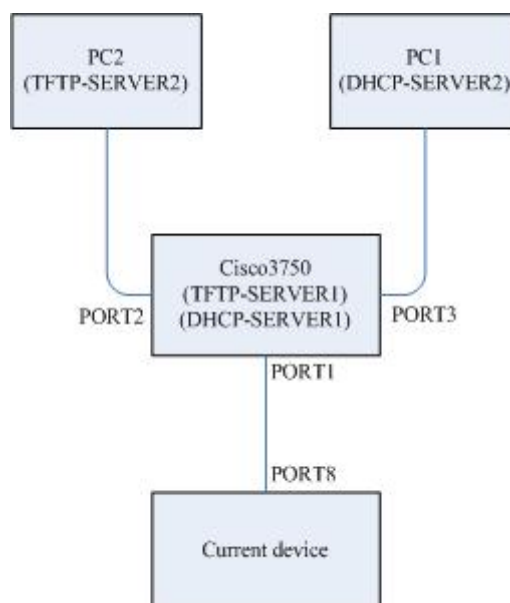 PC2
(TFTP-SERVER2)
PC1
(DHCP-SERVER2)
Cisco3750
(TFTP-SERVER1)
(DHCP-SERVER1)
PORT2
PORT3
PORT1
PORT8
Current device